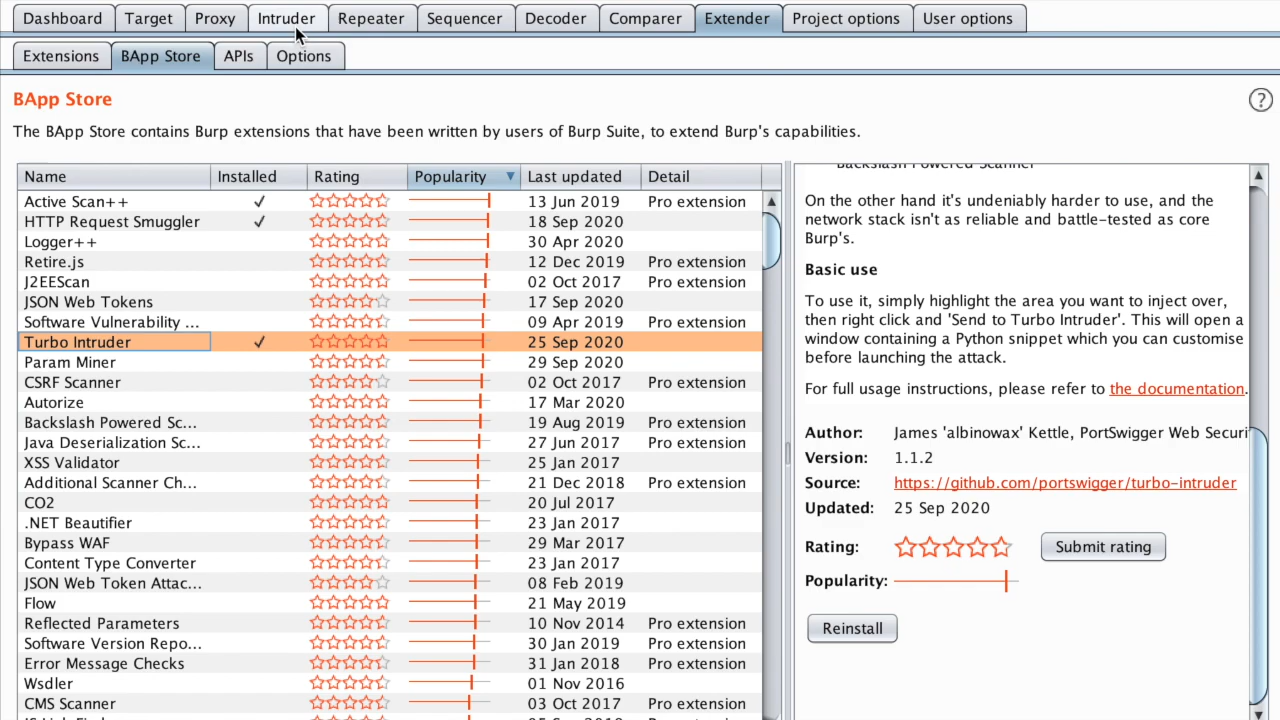 Dashboard Target Proxy Intruder Repeater Sequencer Decoder Comparer Extender Project options User options
Extensions BApp Store APIs Options
BApp Store
?
The BApp Store contains Burp extensions that have been written by users of Burp Suite, to extend Burp's capabilities.
Name Installed Rating Popularity Last updated Detail
Active Scan++ 13 Jun 2019 Pro extension
HTTP Request Smuggler 18 Sep 2020
Logger++ 30 Apr 2020
Retire.js 12 Dec 2019 Pro extension
J2EEScan 02 Oct 2017 Pro extension
JSON Web Tokens 17 Sep 2020
Software Vulnerability ... 09 Apr 2019 Pro extension
Turbo Intruder 25 Sep 2020
Param Miner 29 Sep 2020
CSRF Scanner 02 Oct 2017 Pro extension
Autorize 17 Mar 2020
Backslash Powered Sc... 19 Aug 2019 Pro extension
Java Deserialization Sc... 27 Jun 2017 Pro extension
XSS Validator 25 Jan 2017
Additional Scanner Ch... 21 Dec 2018 Pro extension
CO2 20 Jul 2017
.NET Beautifier 23 Jan 2017
Bypass WAF 29 Mar 2017
Content Type Converter 23 Jan 2017
JSON Web Token Attac... 08 Feb 2019
Flow 21 May 2019
Reflected Parameters 10 Nov 2014 Pro extension
Software Version Repo... 30 Jan 2019 Pro extension
Error Message Checks 31 Jan 2018 Pro extension
Wsdler 01 Nov 2016
CMS Scanner 03 Oct 2017 Pro extension
Backslash Powered Scanner
On the other hand it's undeniably harder to use, and the
network stack isn't as reliable and battle-tested as core
Burp's.
Basic use
To use it, simply highlight the area you want to inject over,
then right click and 'Send to Turbo Intruder'. This will open a
window containing a Python snippet which you can customise
before launching the attack.
For full usage instructions, please refer to the documentation.
Author: James 'albinowax' Kettle, PortSwigger Web Securi
Version: 1.1.2
Source: https://github.com/portswigger/turbo-intruder
Updated: 25 Sep 2020
Rating: Submit rating
Popularity:
Reinstall